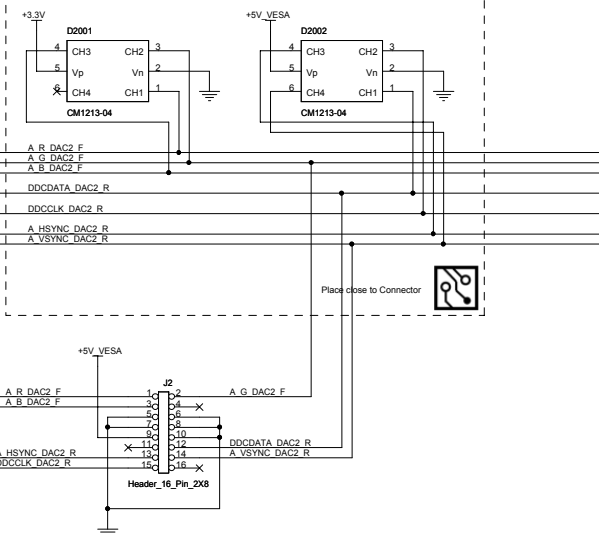 +3.3V
D2001
4 CH3 CH2 3
5 Vp Vn 2
6 CH4 CH1 1
CM1213-04
+5V_VESA
D2002
4 CH3 CH2 3
5 Vp Vn 2
6 CH4 CH1 1
CM1213-04
A_R_DAC2_F
A_G_DAC2_F
A_B_DAC2_F
DDCDATA_DAC2_R
DDCCLK_DAC2_R
A_HSYNC_DAC2_R
A_VSYNC_DAC2_R
Place close to Connector
+5V_VESA
J2
A_R_DAC2_F 1 2 A_G_DAC2_F
A_B_DAC2_F 3 4
5 6
7 8
9 10
11 12 DDCDATA_DAC2_R
A_HSYNC_DAC2_R 13 14 A_VSYNC_DAC2_R
DDCCLK_DAC2_R 15 16
Header_16_Pin_2X8